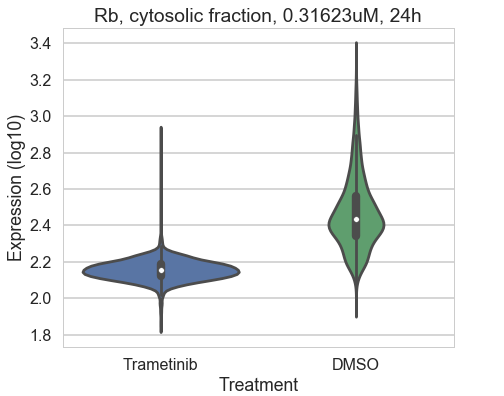 Rb, cytosolic fraction, 0.31623uM, 24h
3.4
3.2
3.0
2.8
2.6
2.4
2.2
2.0
1.8
Expression (log10)
Trametinib
DMSO
Treatment